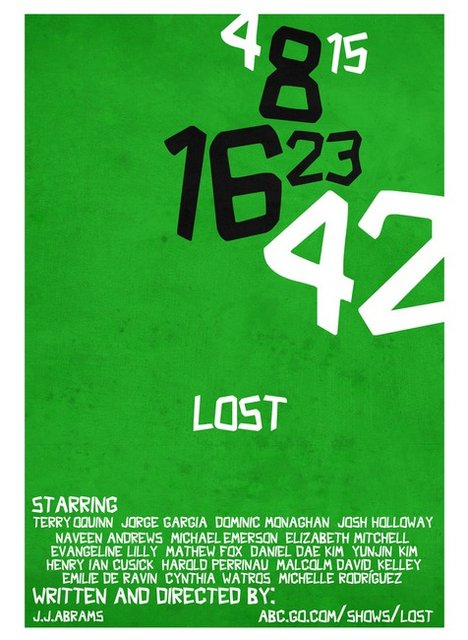 4 8 15
16 23
42
LOST
STARRING
TERRY OQUINN JORGE GARGIA DOMINIC MONAGHAN JOSH HOLLOWAY
NAVEEN ANDREWS MICHAEL EMERSON ELIZABETH MITCHELL
EVANGELINE LILLY MATHEW FOX DANIEL DAE KIM YUNJIN KIM
HENRY IAN CUSICK HAROLD PERRINAU MALCOLM DAVID KELLEY
EMILIE DE RAVIN CYNTHIA WATROS MICHELLE RODRÍGUEZ
WRITTEN AND DIRECTED BY:
J.J.ABRAMS ABC.GO.COM/SHOWS/LOST